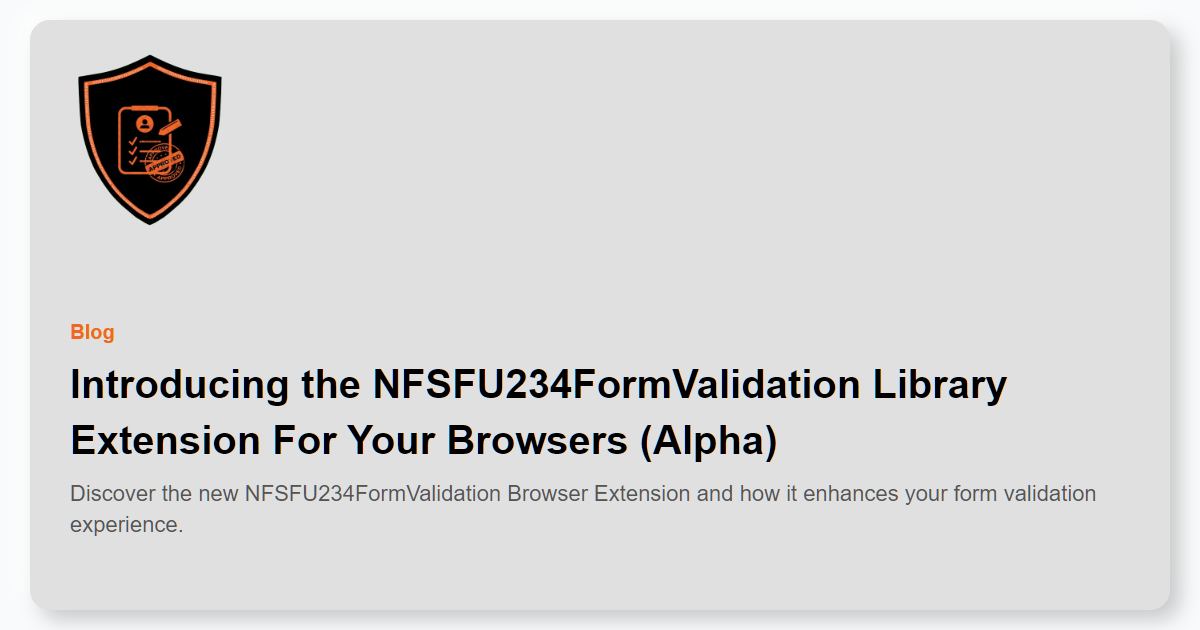 APPROVED
APPROVED
Blog
Introducing the NFSFU234FormValidation Library
Extension For Your Browsers (Alpha)
Discover the new NFSFU234FormValidation Browser Extension and how it enhances your form validation
experience.